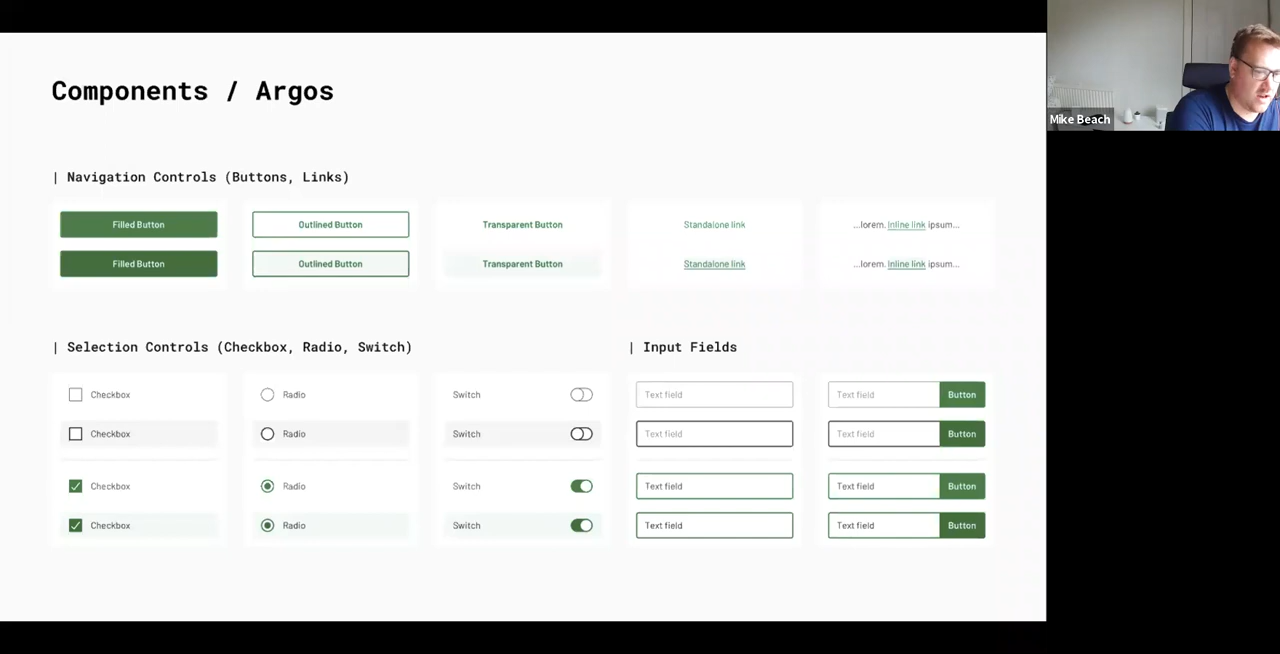 Components / Argos
Mike Beach
| Navigation Controls (Buttons, Links)
Filled Button
Outlined Button
Transparent Button
Standalone link
...lorem. Inline link ipsum...
Filled Button
Outlined Button
Transparent Button
Standalone link
...lorem. Inline link ipsum...
| Selection Controls (Checkbox, Radio, Switch)
| Input Fields
Checkbox
Radio
Switch
Text field
Text field
Button
Checkbox
Radio
Switch
Text field
Text field
Button
Checkbox
Radio
Switch
Text field
Text field
Button
Checkbox
Radio
Switch
Text field
Text field
Button